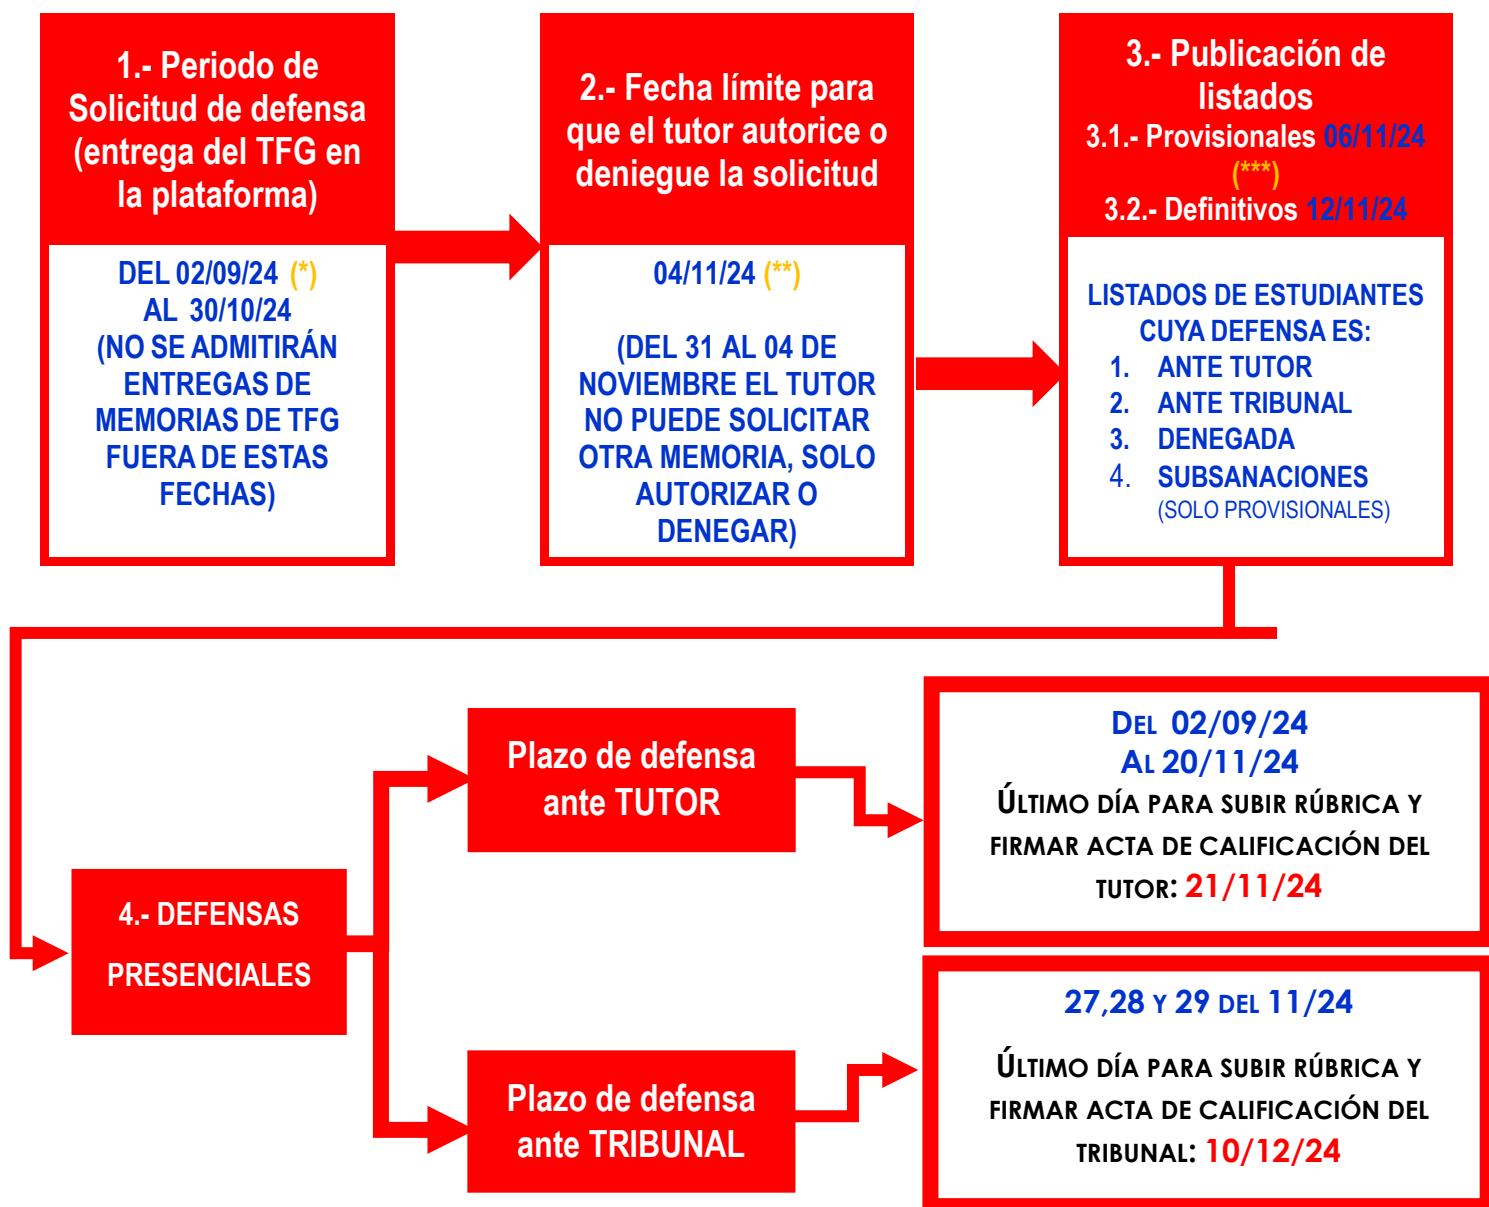 1.- Periodo de
Solicitud de defensa
(entrega del TFG en
la plataforma)
DEL 02/09/24 (*)
AL 30/10/24
(NO SE ADMITIRÁN
ENTREGAS DE
MEMORIAS DE TFG
FUERA DE ESTAS
FECHAS)
2.- Fecha límite para
que el tutor autorice o
deniegue la solicitud
04/11/24 (**)
(DEL 31 AL 04 DE
NOVIEMBRE EL TUTOR
NO PUEDE SOLICITAR
OTRA MEMORIA, SOLO
AUTORIZAR O
DENEGAR)
3.- Publicación de
listados
3.1.- Provisionales 06/11/24
(***)
3.2.- Definitivos 12/11/24
LISTADOS DE ESTUDIANTES
CUYA DEFENSA ES:
1. ANTE TUTOR
2. ANTE TRIBUNAL
3. DENEGADA
4. SUBSANACIONES
(SOLO PROVISIONALES)
4.- DEFENSAS
PRESENCIALES
Plazo de defensa
ante TUTOR
DEL 02/09/24
AL 20/11/24
ÚLTIMO DÍA PARA SUBIR RÚBRICA Y
FIRMAR ACTA DE CALIFICACIÓN DEL
TUTOR: 21/11/24
Plazo de defensa
ante TRIBUNAL
27,28 Y 29 DEL 11/24
ÚLTIMO DÍA PARA SUBIR RÚBRICA Y
FIRMAR ACTA DE CALIFICACIÓN DEL
TRIBUNAL: 10/12/24